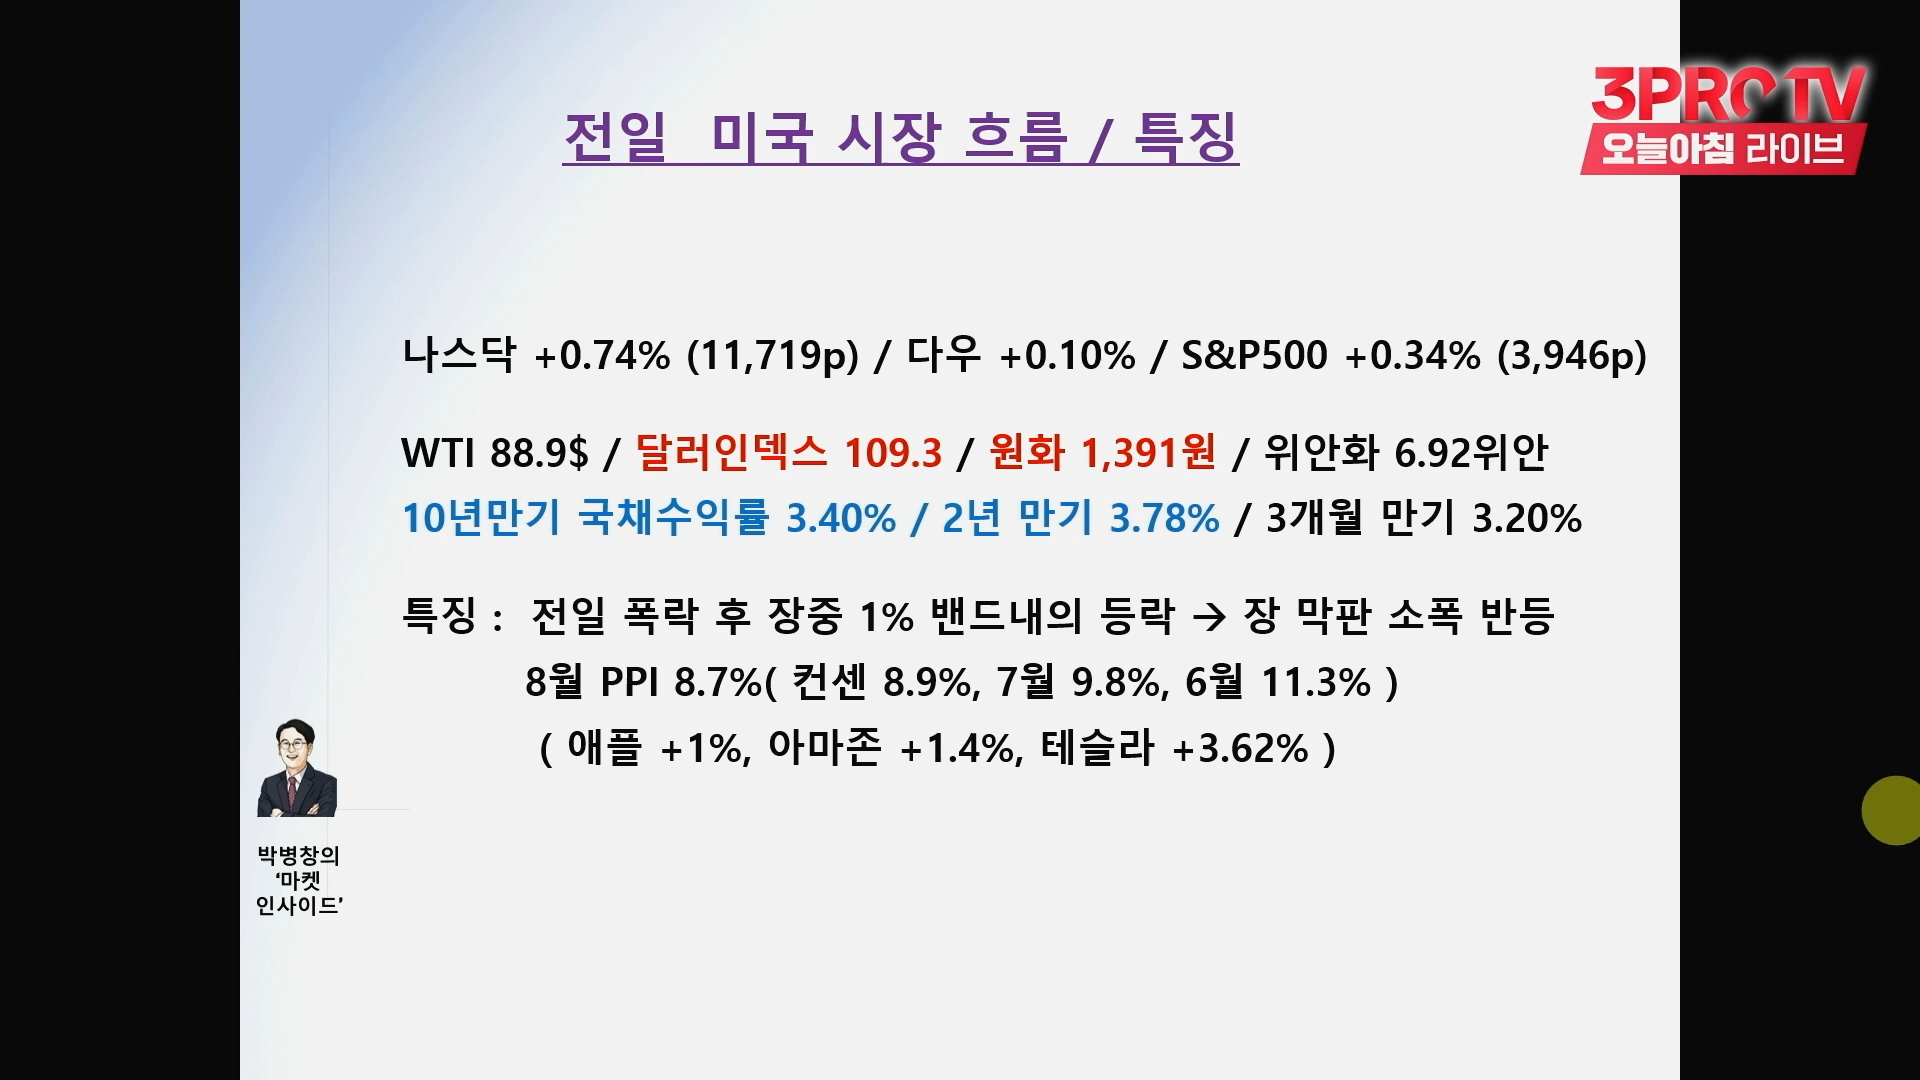 3PROTV
오늘아침 라이브
전일 미국 시장 흐름 / 특징
나스닥 +0.74% (11,719p) / 다우 +0.10% / S&P500 +0.34% (3,946p)
WTI 88.9$ / 달러인덱스 109.3 / 원화 1,391원 / 위안화 6.92위안
10년만기 국채수익률 3.40% / 2년 만기 3.78% / 3개월 만기 3.20%
특징 : 전일 폭락 후 장중 1% 밴드내의 등락 → 장 막판 소폭 반등
8월 PPI 8.7%( 컨센 8.9%, 7월 9.8%, 6월 11.3% )
( 애플 +1%, 아마존 +1.4%, 테슬라 +3.62% )
박병창의
‘마켓
인사이드’